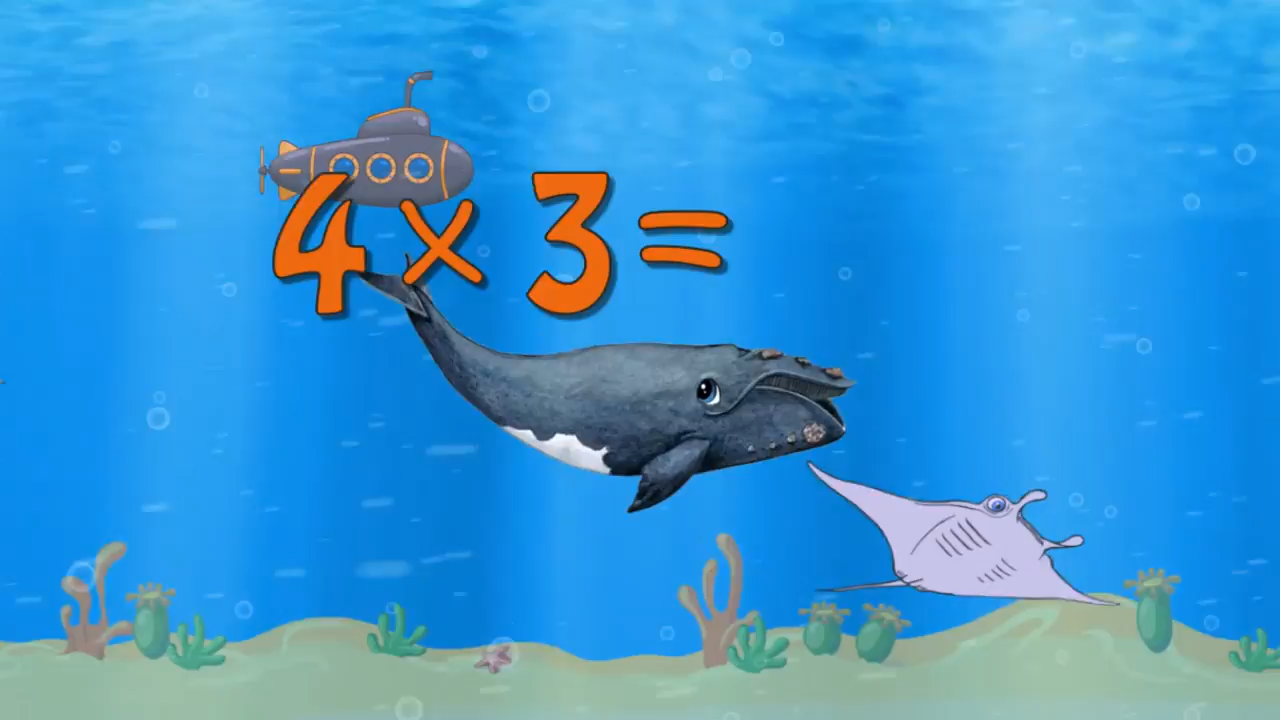 4 × 3 =